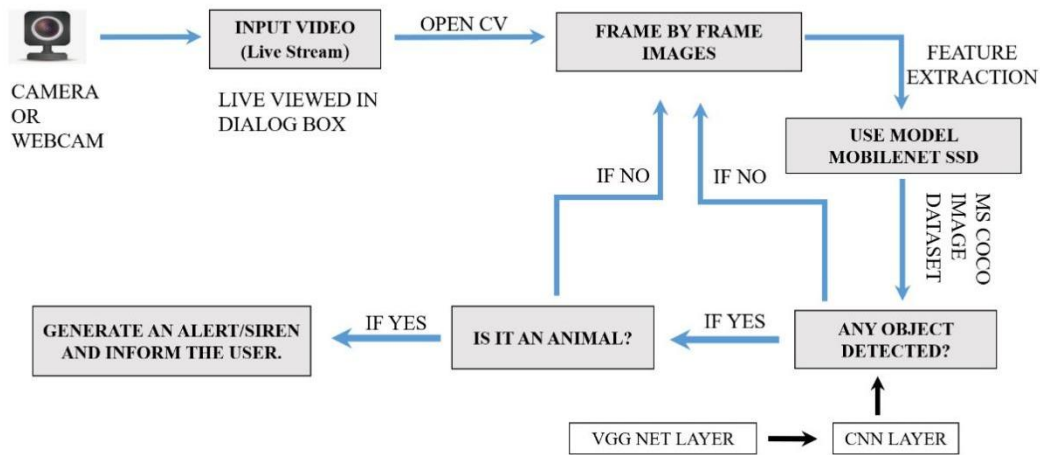 CAMERA
OR
WEBCAM
INPUT VIDEO
(Live Stream)
LIVE VIEWED IN
DIALOG BOX
OPEN CV
FRAME BY FRAME
IMAGES
FEATURE
EXTRACTION
USE MODEL
MOBILENET SSD
MS COCO
IMAGE
DATASET
IF NO
IF NO
ANY OBJECT
DETECTED?
IF YES
IS IT AN ANIMAL?
IF YES
GENERATE AN ALERT/SIREN
AND INFORM THE USER.
VGG NET LAYER
CNN LAYER